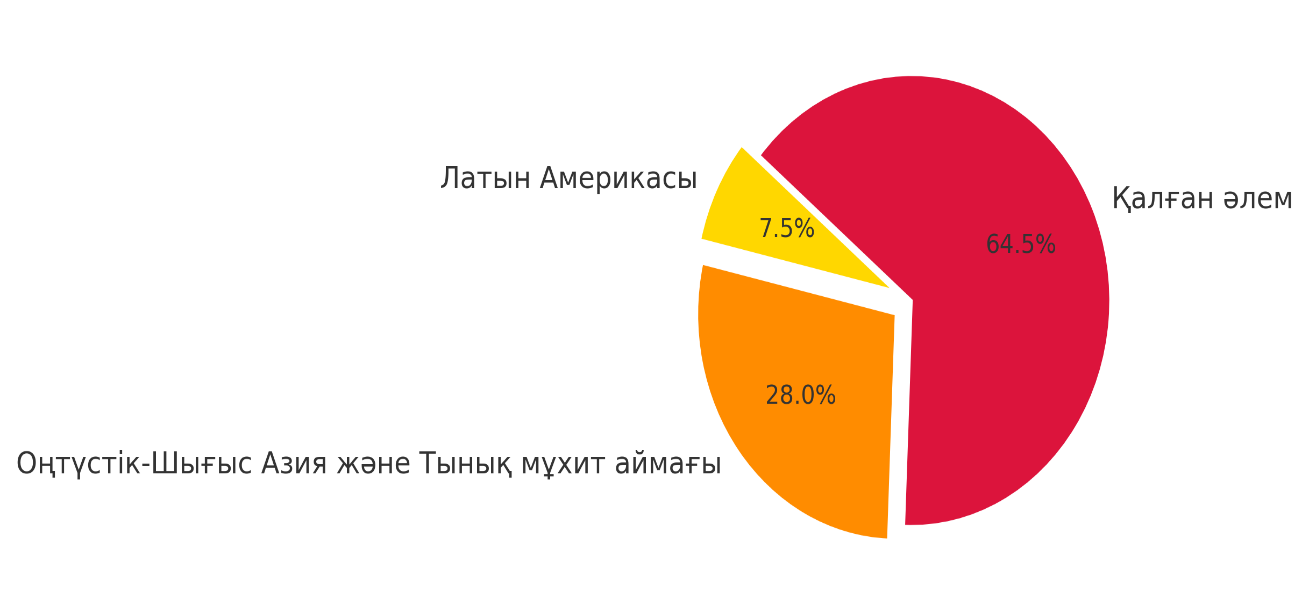 Латын Америкасы
7.5%
Қалған әлем
64.5%
28.0%
Оңтүстік-Шығыс Азия және Тынық мұхит аймағы